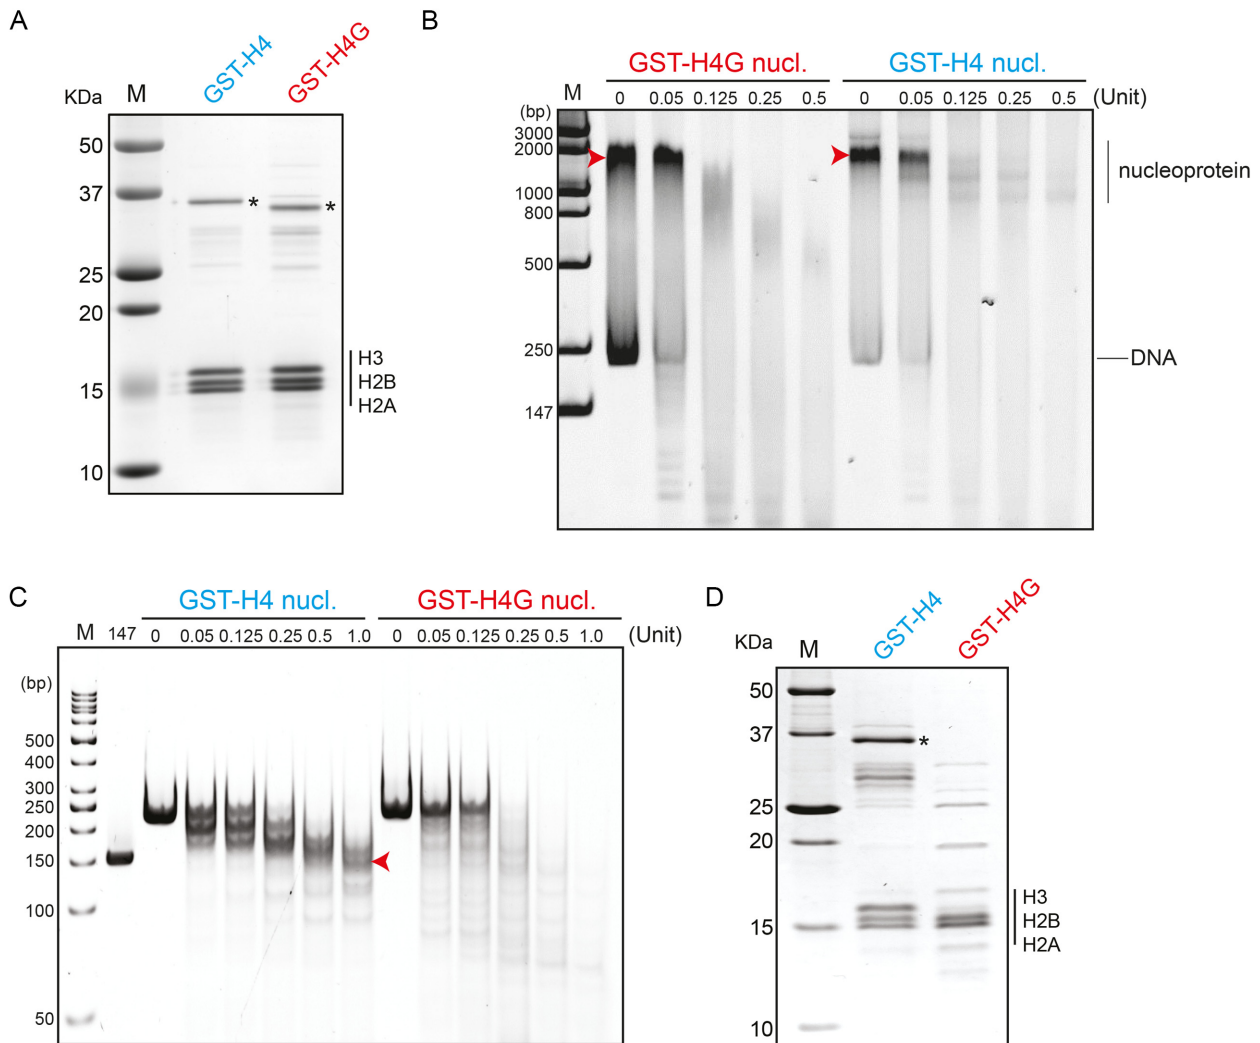 A
GST-H4
GST-H4G
KDa
M
50
37
*
*
25
20
15
10
H3
H2B
H2A
B
GST-H4G nucl.
GST-H4 nucl.
M
0 0.05 0.125 0.25 0.5
0 0.05 0.125 0.25 0.5
(Unit)
(bp)
3000
2000
1000
800
500
250
147
nucleoprotein
DNA
C
GST-H4 nucl.
GST-H4G nucl.
M
147
0 0.05 0.125 0.25 0.5 1.0
0 0.05 0.125 0.25 0.5 1.0
(Unit)
(bp)
500
400
300
250
200
150
100
50
D
GST-H4
GST-H4G
KDa
M
50
37
*
25
20
15
10
H3
H2B
H2A